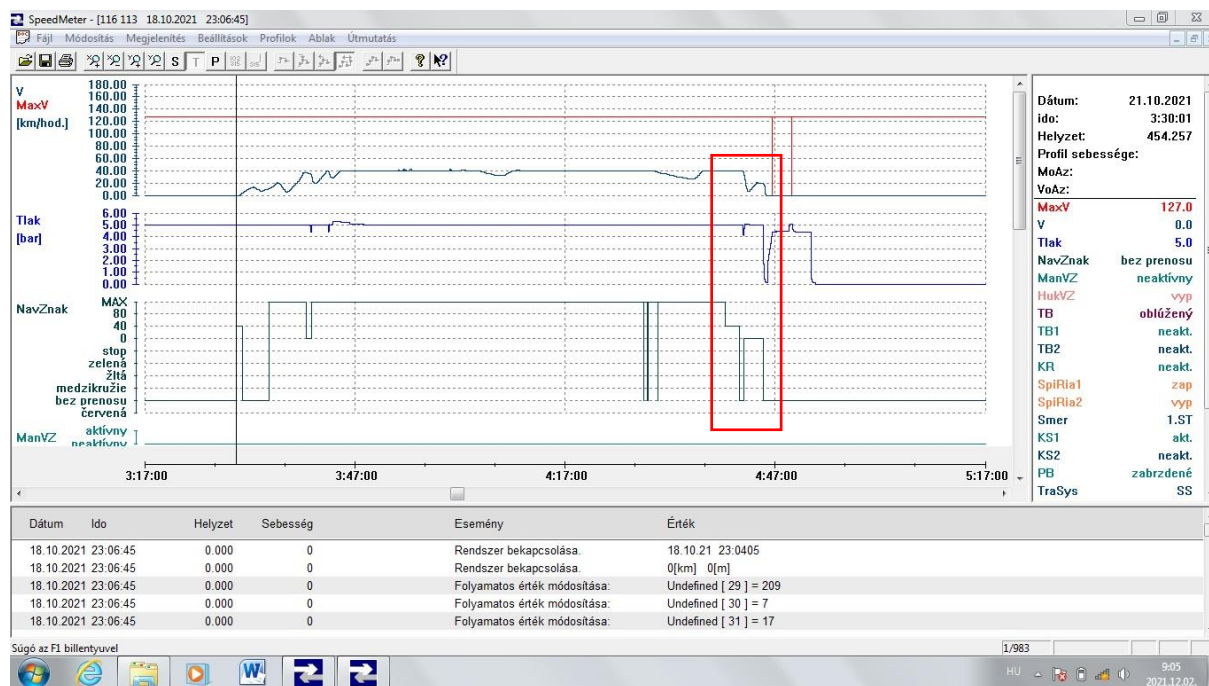 SpeedMeter - [116 113 18.10.2021 23:06:45]
Fájl Módosítás Megjelenítés Beállítások Profilok Ablak Útmutatás
S T P
V
MaxV
[km/hod.]
180.00
160.00
140.00
120.00
100.00
80.00
60.00
40.00
20.00
0.00
Tlak
[bar]
6.00
5.00
4.00
3.00
2.00
1.00
0.00
NavZnak
MAX
80
40
0
stop
zelená
žltá
medzikružie
bez prenosu
červená
ManVZ
aktívny
neaktívny
3:17:00 3:47:00 4:17:00 4:47:00 5:17:00
Dátum: 21.10.2021
ido: 3:30:01
Helyzet: 454.257
Profil sebessége:
MoAz:
VoAz:
MaxV 127.0
V 0.0
Tlak 5.0
NavZnak bez prenosu
ManVZ neaktívny
HukVZ vyp
TB oblúžený
TB1 neakt.
TB2 neakt.
KR neakt.
SpiRia1 zap
SpiRia2 vyp
Smer 1.ST
KS1 akt.
KS2 neakt.
PB zabrzdené
TraSys SS
Dátum Ido Helyzet Sebesség Esemény Érték
18.10.2021 23:06:45 0.000 0 Rendszer bekapcsolása. 18.10.21 23:0405
18.10.2021 23:06:45 0.000 0 Rendszer bekapcsolása. 0[km] 0[m]
18.10.2021 23:06:45 0.000 0 Folyamatos érték módosítása: Undefined [ 29 ] = 209
18.10.2021 23:06:45 0.000 0 Folyamatos érték módosítása: Undefined [ 30 ] = 7
18.10.2021 23:06:45 0.000 0 Folyamatos érték módosítása: Undefined [ 31 ] = 17
Súgó az F1 billentyuvel 1/983
HU 9:05
2021.12.02.